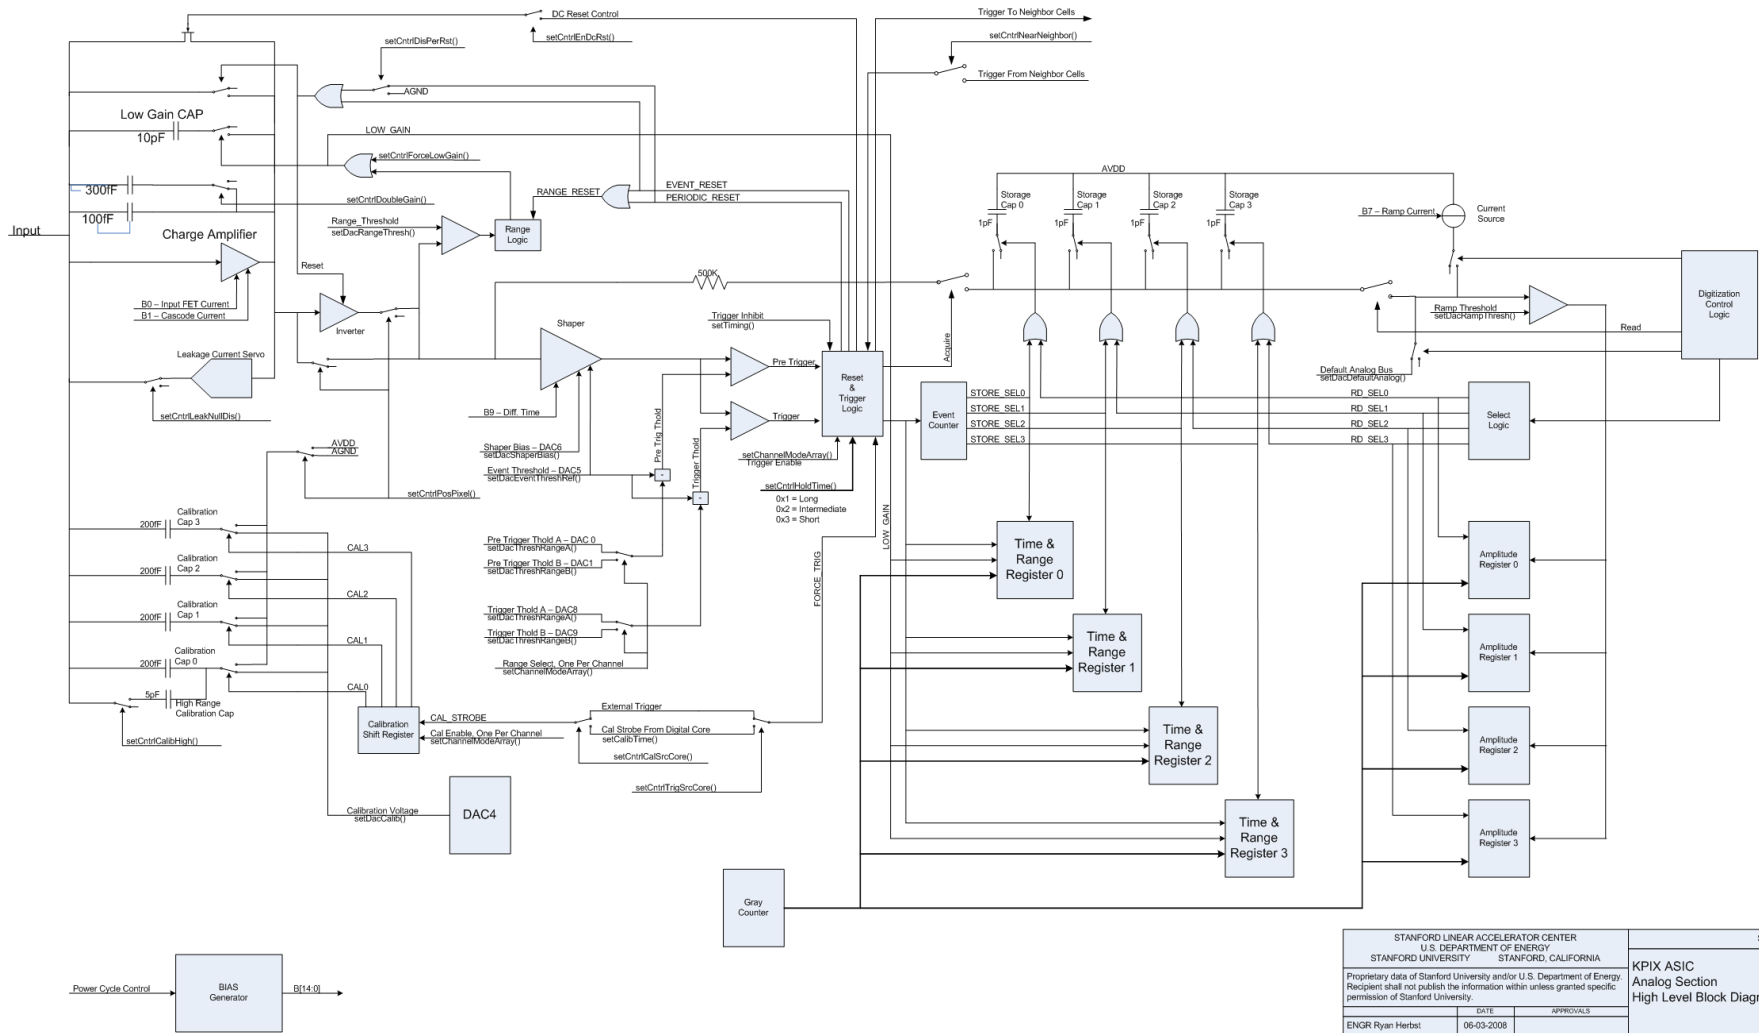 DC Reset Control
Trigger To Neighbor Cells
setCntrlEnDcRst()
setCntrlDisPerRst()
setCntrlNearNeighbor()
Trigger From Neighbor Cells
AGND
Low Gain CAP
10pF
LOW_GAIN
setCntrlForceLowGain()
300fF
100fF
setCntrlDoubleGain()
RANGE_RESET
EVENT_RESET
PERIODIC_RESET
Range_Threshold
setDacRangeThresh()
Range
Logic
Input
Charge Amplifier
B0 – Input FET Current
B1 – Cascode Current
Reset
Inverter
500K
AVDD
Storage
Cap 0
1pF
Storage
Cap 1
1pF
Storage
Cap 2
1pF
Storage
Cap 3
1pF
B7 – Ramp Current
Current
Source
Digitization
Control
Logic
Ramp Threshold
setDacRampThresh()
Read
Default Analog Bus
setDacDefaultAnalog()
Leakage Current Servo
setCntrlLeakNullDis()
Shaper
Trigger Inhibit
setTiming()
Pre Trigger
Trigger
Reset
&
Trigger
Logic
Acquire
Event
Counter
STORE_SEL0
STORE_SEL1
STORE_SEL2
STORE_SEL3
RD_SEL0
RD_SEL1
RD_SEL2
RD_SEL3
Select
Logic
B9 – Diff. Time
Shaper Bias – DAC6
setDacShaperBias()
Event Threshold – DAC5
setDacEventThreshRef()
Pre Trig Thold
Trigger Thold
-
-
setChannelModeArray()
Trigger Enable
setCntrlHoldTime()
0x1 = Long
0x2 = Intermediate
0x3 = Short
AVDD
AGND
setCntrlPosPixel()
Calibration
Cap 3
200fF
Calibration
Cap 2
200fF
Calibration
Cap 1
200fF
Calibration
Cap 0
200fF
5pF
High Range
Calibration Cap
setCntrlCalibHigh()
CAL3
CAL2
CAL1
CAL0
Pre Trigger Thold A – DAC 0
setDacThreshRangeA()
Pre Trigger Thold B – DAC1
setDacThreshRangeB()
Trigger Thold A – DAC8
setDacThreshRangeA()
Trigger Thold B – DAC9
setDacThreshRangeB()
Range Select, One Per Channel
setChannelModeArray()
FORCE_TRIG
LOW_GAIN
Calibration
Shift Register
CAL_STROBE
Cal Enable, One Per Channel
setChannelModeArray()
External Trigger
Cal Strobe From Digital Core
setCalibTime()
setCntrlCalSrcCore()
setCntrlTrigSrcCore()
Calibration Voltage
setDacCalib()
DAC4
Time &
Range
Register 0
Time &
Range
Register 1
Time &
Range
Register 2
Time &
Range
Register 3
Amplitude
Register 0
Amplitude
Register 1
Amplitude
Register 2
Amplitude
Register 3
Gray
Counter
Power Cycle Control
BIAS
Generator
B[14:0]
STANFORD LINEAR ACCELERATOR CENTER
U.S. DEPARTMENT OF ENERGY
STANFORD UNIVERSITY STANFORD, CALIFORNIA
Proprietary data of Stanford University and/or U.S. Department of Energy.
Recipient shall not publish the information within unless granted specific
permission of Stanford University.
DATE APPROVALS
ENGR Ryan Herbst 06-03-2008
KPIX ASIC
Analog Section
High Level Block Diagr